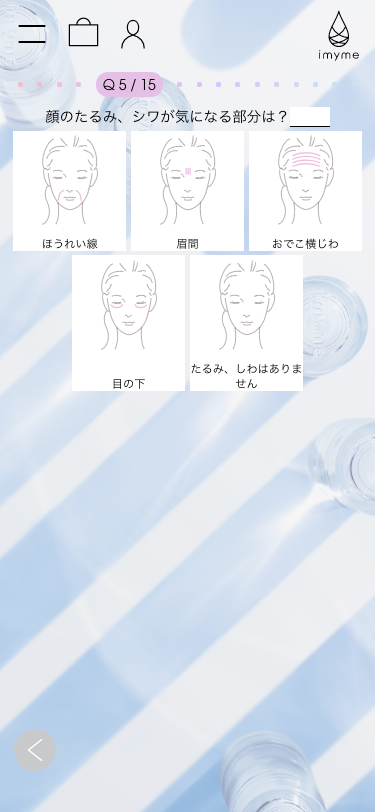 imyme
Q 5 / 15
顔のたるみ、シワが気になる部分は？
ほうれい線
眉間
おでこ横じわ
目の下
たるみ、しわはありま
せん